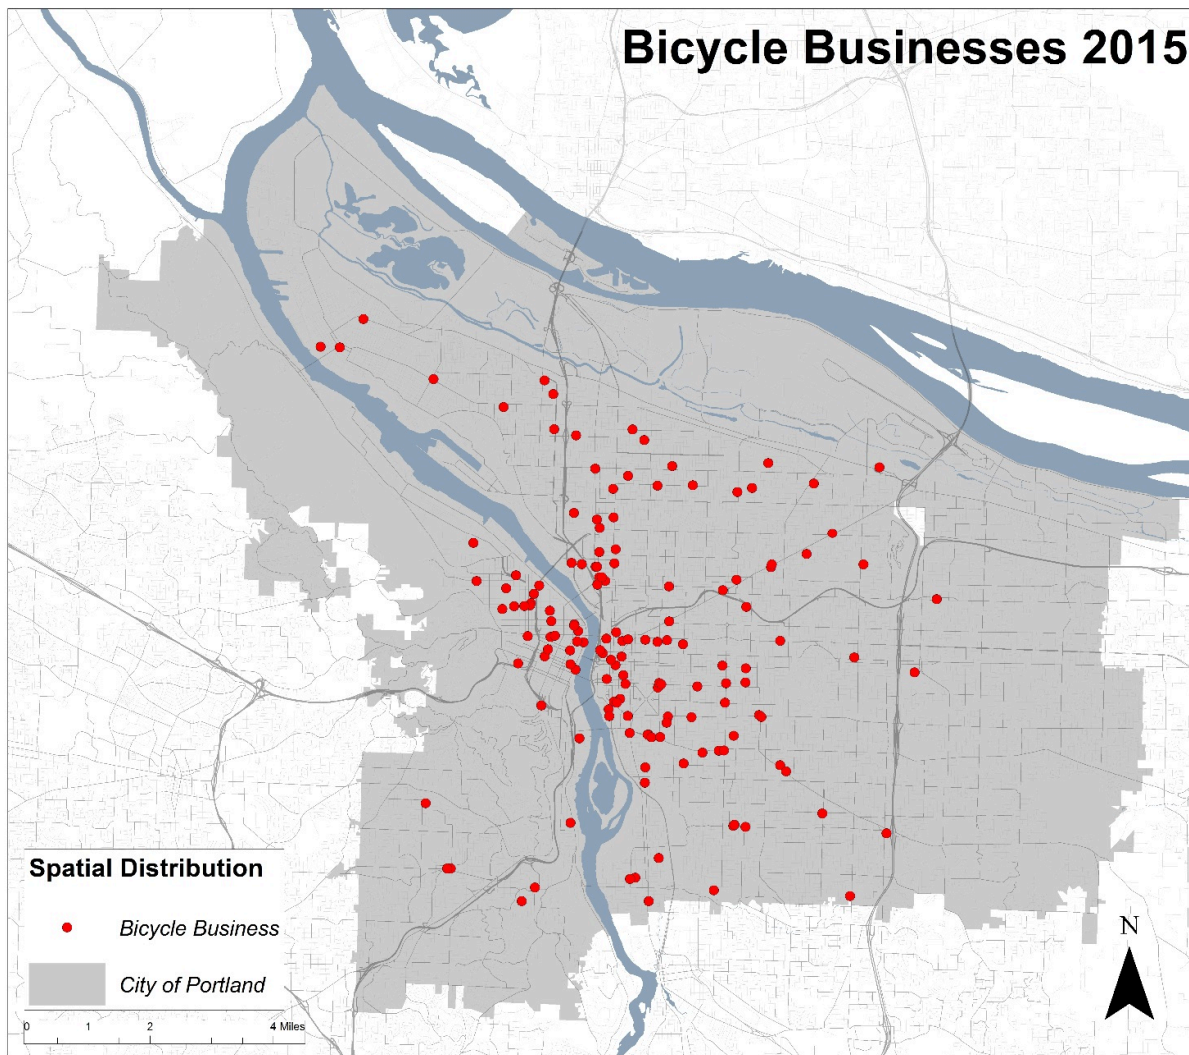 Bicycle Businesses 2015
Spatial Distribution
Bicycle Business
City of Portland
0 1 2 4 Miles
N